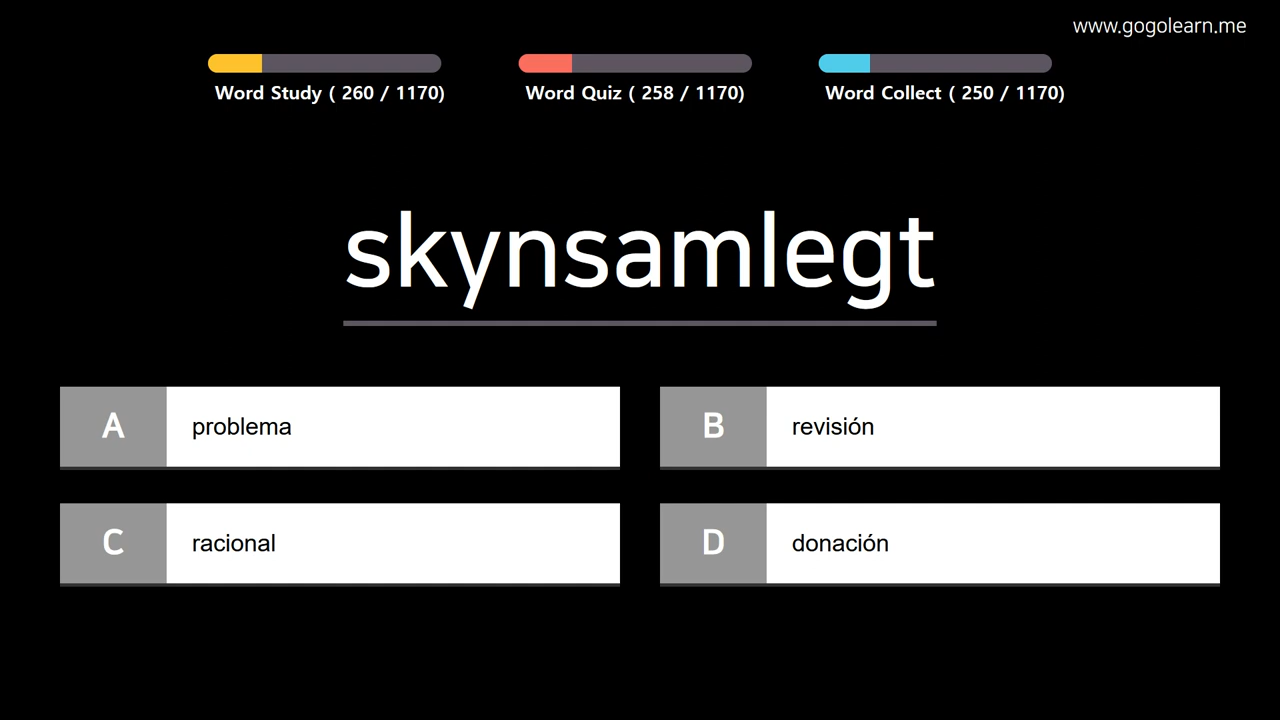 www.gogolearn.me
Word Study ( 260 / 1170)
Word Quiz ( 258 / 1170)
Word Collect ( 250 / 1170)
skynsamlegt
A
problema
B
revisión
C
racional
D
donación